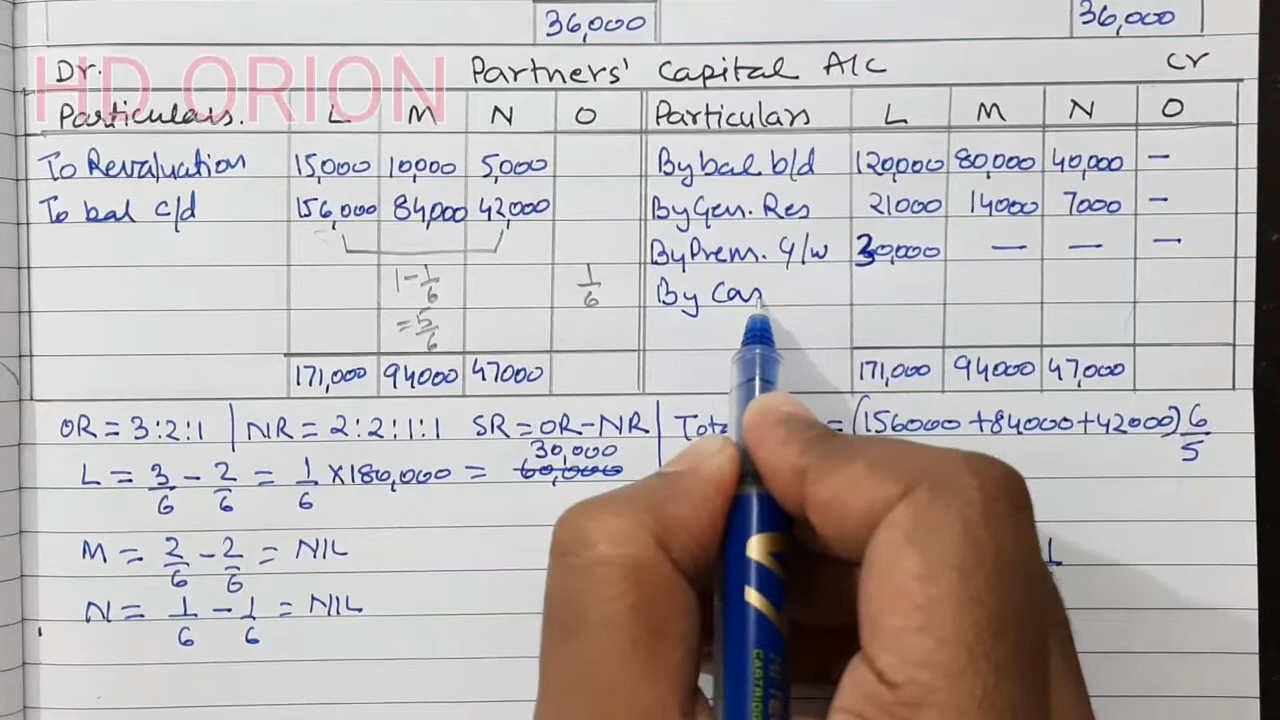 36,000 36,000
HD ORION
Dr. Partners' Capital A/C Cr
Particulars. L M N O Particulars L M N O
To Revaluation 15,000 10,000 5,000 By bal b/d 120,000 80,000 40,000 —
To bal c/d 156,000 84,000 42,000 By Gen. Res 21000 14000 7000 —
By Prem. G/w 30,000 — — —
1-1/6 1/6 By Cas
=5/6
171,000 94000 47000 171,000 94000 47,000
OR = 3:2:1 | NR = 2:2:1:1 SR = OR-NR | = (156000 +84000+42000) 6/5
30,000
L = 3/6 - 2/6 = 1/6 × 180,000 = 60,000
M = 2/6 - 2/6 = NIL
N = 1/6 - 1/6 = NIL
V7